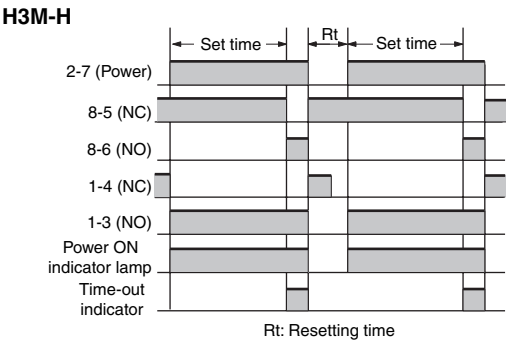 H3M-H
Set time
Rt
Set time
2-7 (Power)
8-5 (NC)
8-6 (NO)
1-4 (NC)
1-3 (NO)
Power ON
indicator lamp
Time-out
indicator
Rt: Resetting time